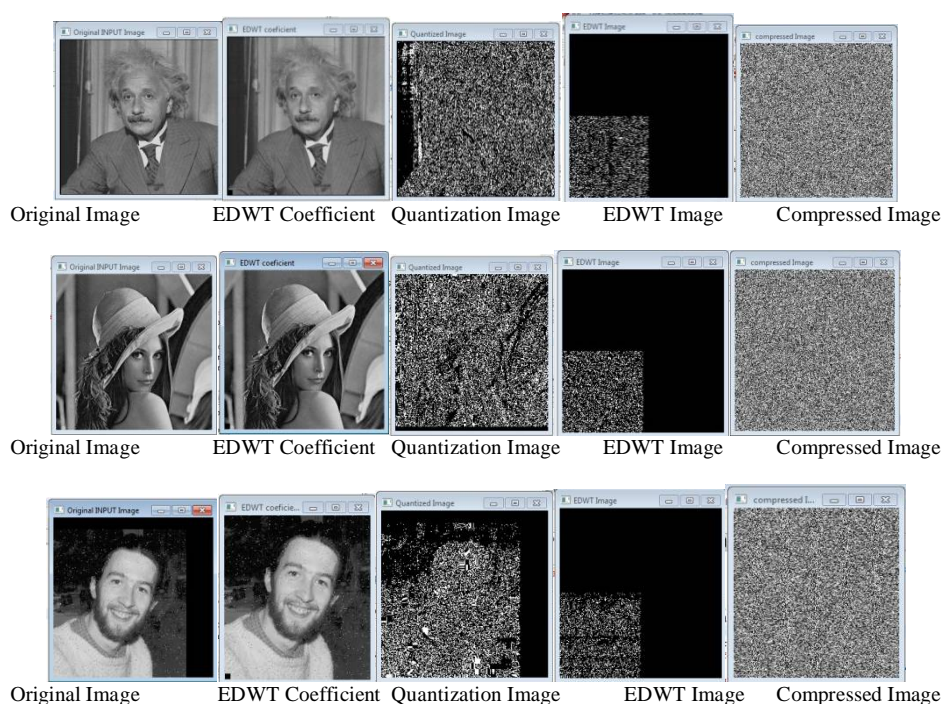 Original INPUT Image EDWT coeficient Quantized Image EDWT Image compressed Image
Original Image EDWT Coefficient Quantization Image EDWT Image Compressed Image
Original INPUT Image EDWT coeficient Quantized Image EDWT Image compressed Image
Original Image EDWT Coefficient Quantization Image EDWT Image Compressed Image
Original INPUT Image EDWT coeficie... Quantized Image EDWT Image compressed I...
Original Image EDWT Coefficient Quantization Image EDWT Image Compressed Image